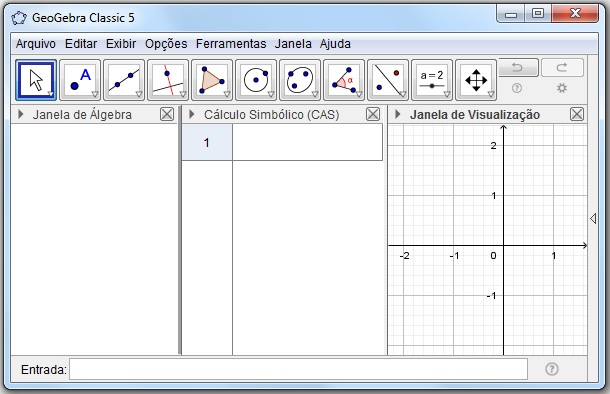 GeoGebra Classic 5
Arquivo Editar Exibir Opções Ferramentas Janela Ajuda
A α a = 2
Janela de Álgebra Cálculo Simbólico (CAS) Janela de Visualização
1
2
1
-2 -1 0 1
-1
Entrada: